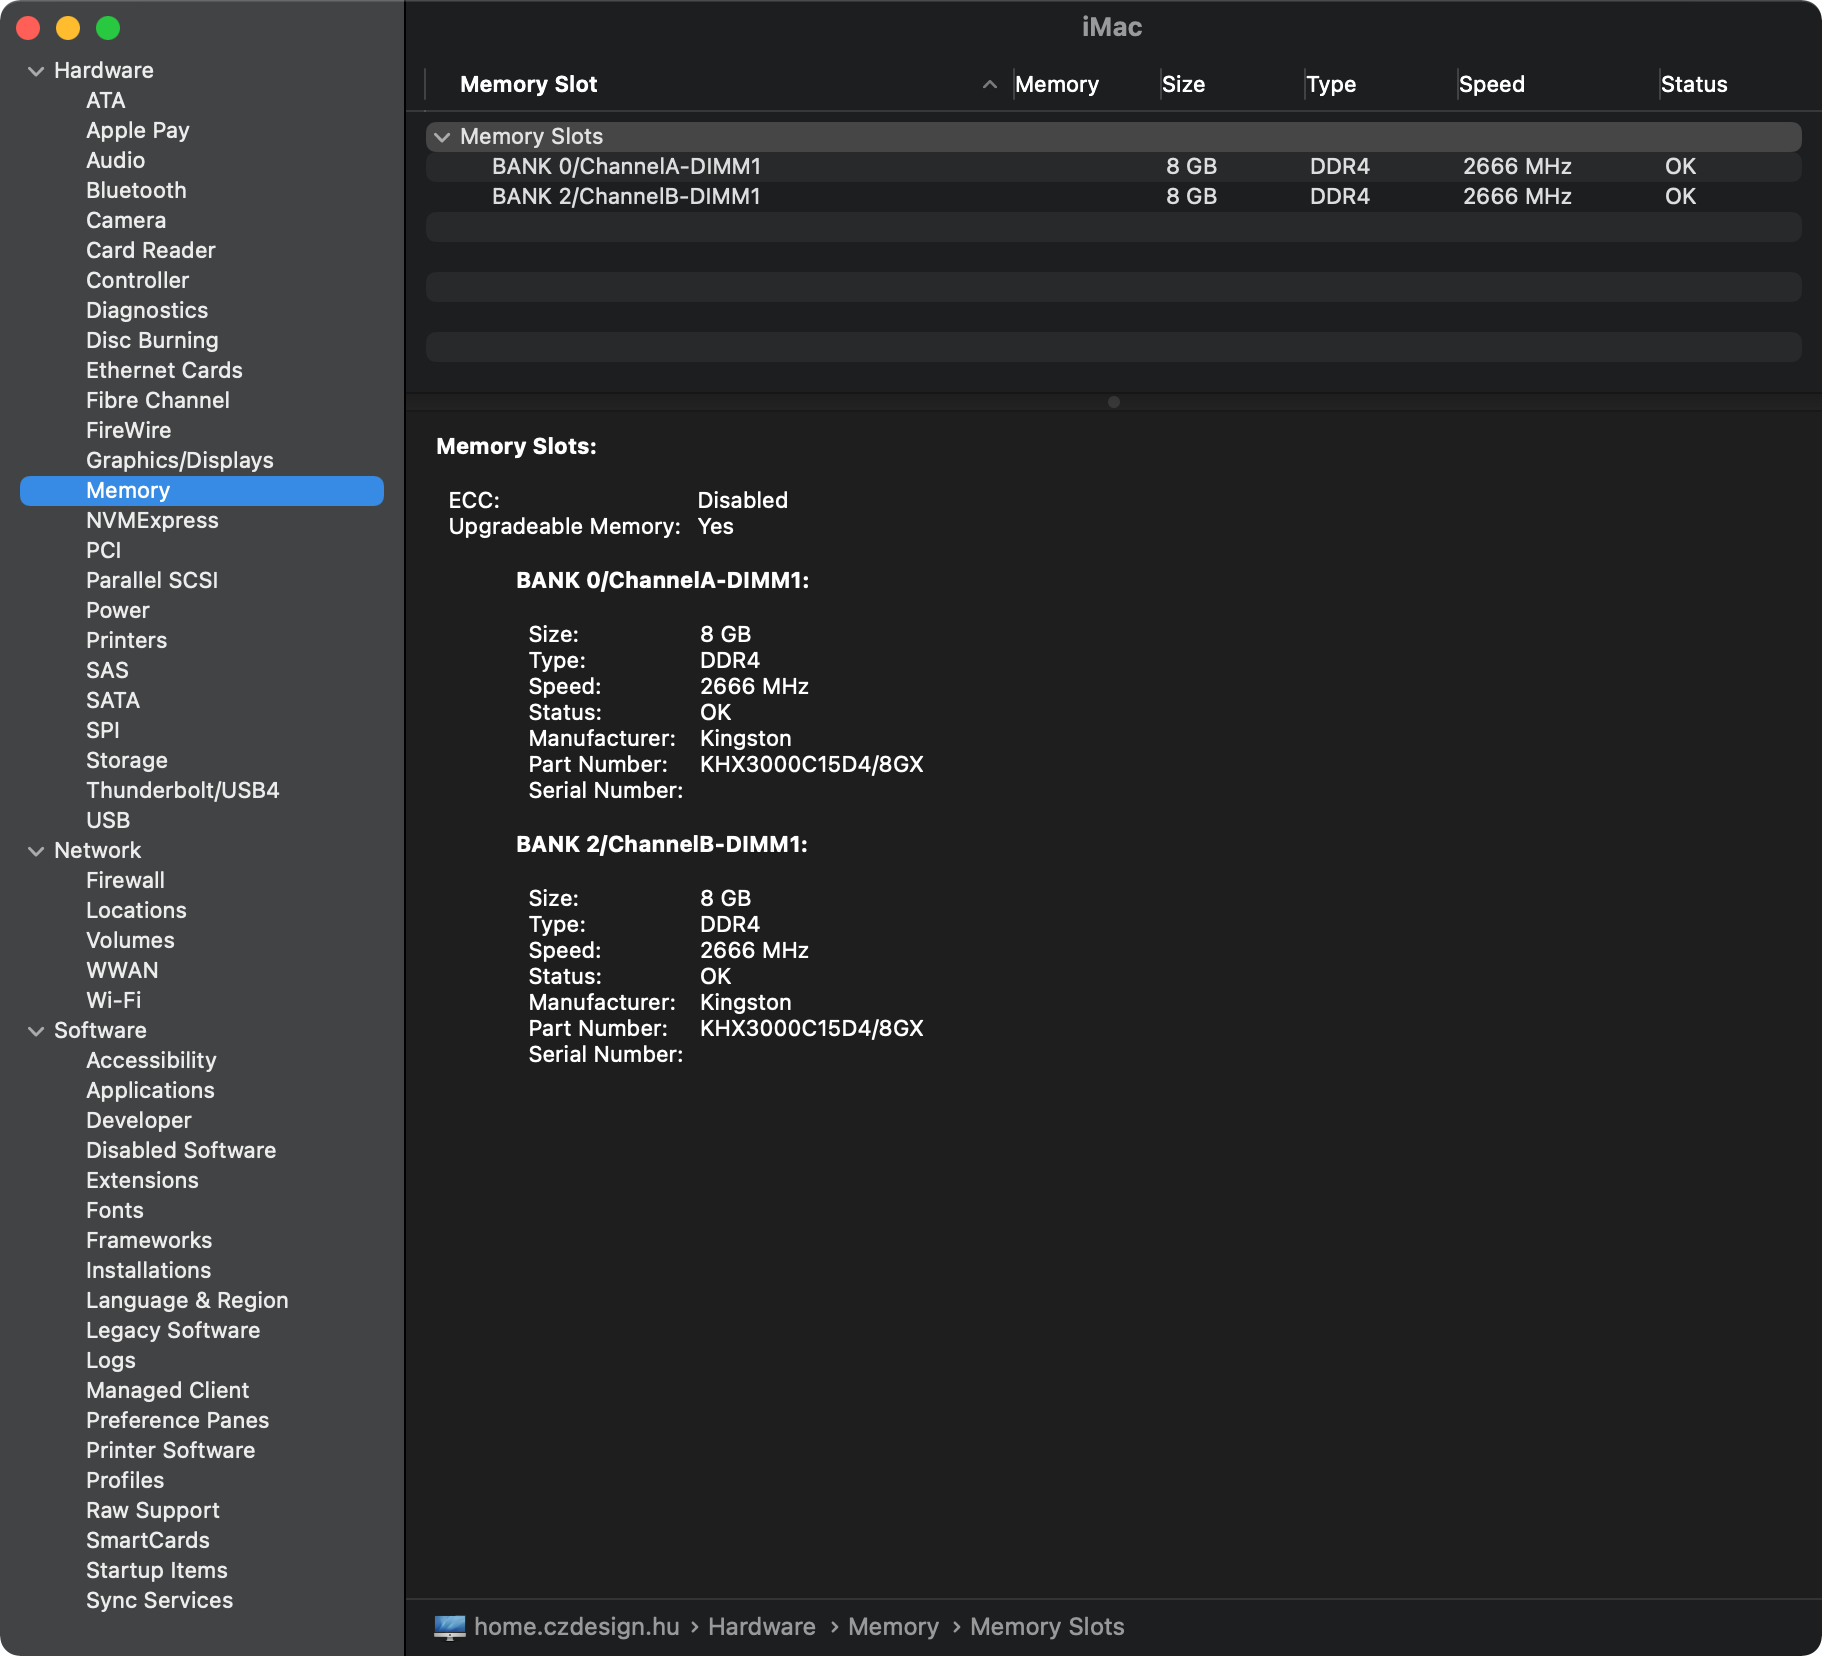 iMac
Hardware
ATA
Apple Pay
Audio
Bluetooth
Camera
Card Reader
Controller
Diagnostics
Disc Burning
Ethernet Cards
Fibre Channel
FireWire
Graphics/Displays
Memory
NVMExpress
PCI
Parallel SCSI
Power
Printers
SAS
SATA
SPI
Storage
Thunderbolt/USB4
USB
Network
Firewall
Locations
Volumes
WWAN
Wi-Fi
Software
Accessibility
Applications
Developer
Disabled Software
Extensions
Fonts
Frameworks
Installations
Language & Region
Legacy Software
Logs
Managed Client
Preference Panes
Printer Software
Profiles
Raw Support
SmartCards
Startup Items
Sync Services
Memory Slot Memory Size Type Speed Status
Memory Slots
BANK 0/ChannelA-DIMM1 8 GB DDR4 2666 MHz OK
BANK 2/ChannelB-DIMM1 8 GB DDR4 2666 MHz OK
Memory Slots:
ECC: Disabled
Upgradeable Memory: Yes
BANK 0/ChannelA-DIMM1:
Size: 8 GB
Type: DDR4
Speed: 2666 MHz
Status: OK
Manufacturer: Kingston
Part Number: KHX3000C15D4/8GX
Serial Number:
BANK 2/ChannelB-DIMM1:
Size: 8 GB
Type: DDR4
Speed: 2666 MHz
Status: OK
Manufacturer: Kingston
Part Number: KHX3000C15D4/8GX
Serial Number:
home.czdesign.hu › Hardware › Memory › Memory Slots